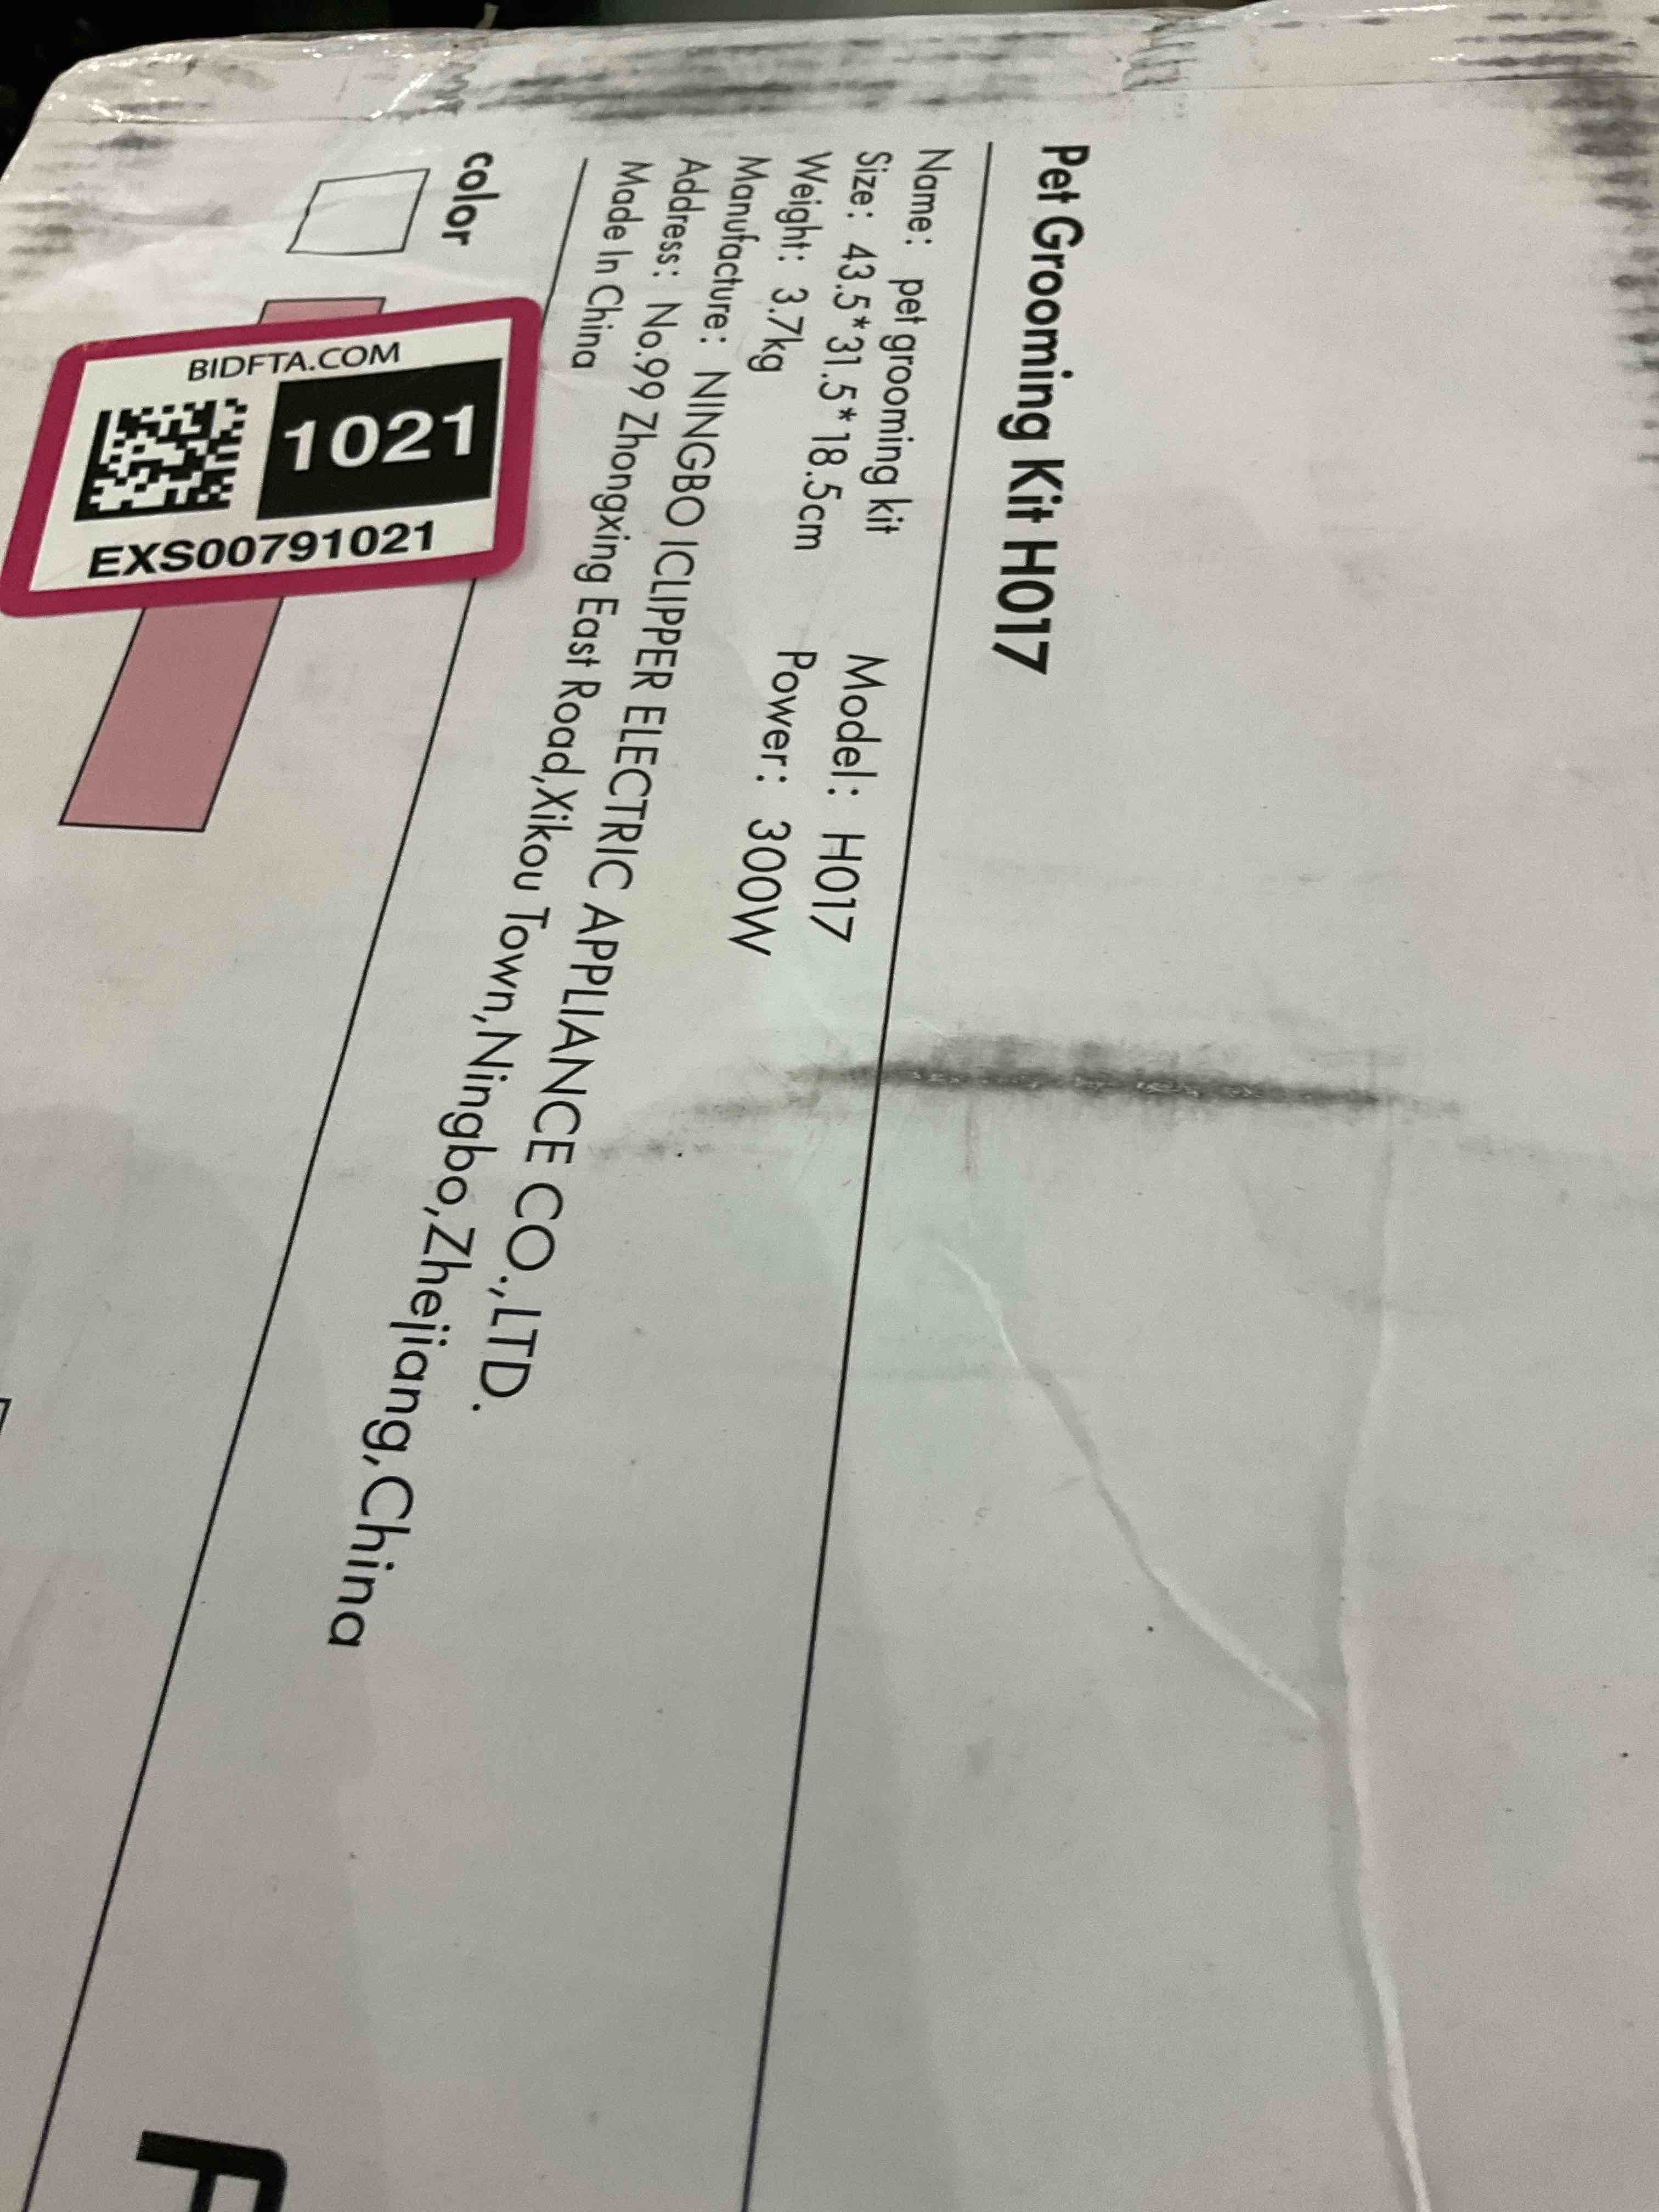 Pet Grooming Kit H017
Name: pet grooming kit
Size: 43.5*31.5*18.5cm Model: H017
Weight: 3.7kg Power: 300W
Manufacture: NINGBO ICLIPPER ELECTRIC APPLIANCE CO.,LTD.
Address: No.99 Zhongxing East Road,Xikou Town,Ningbo,Zhejiang,China
Made In China
color
BIDFTA.COM
1021
EXS00791021